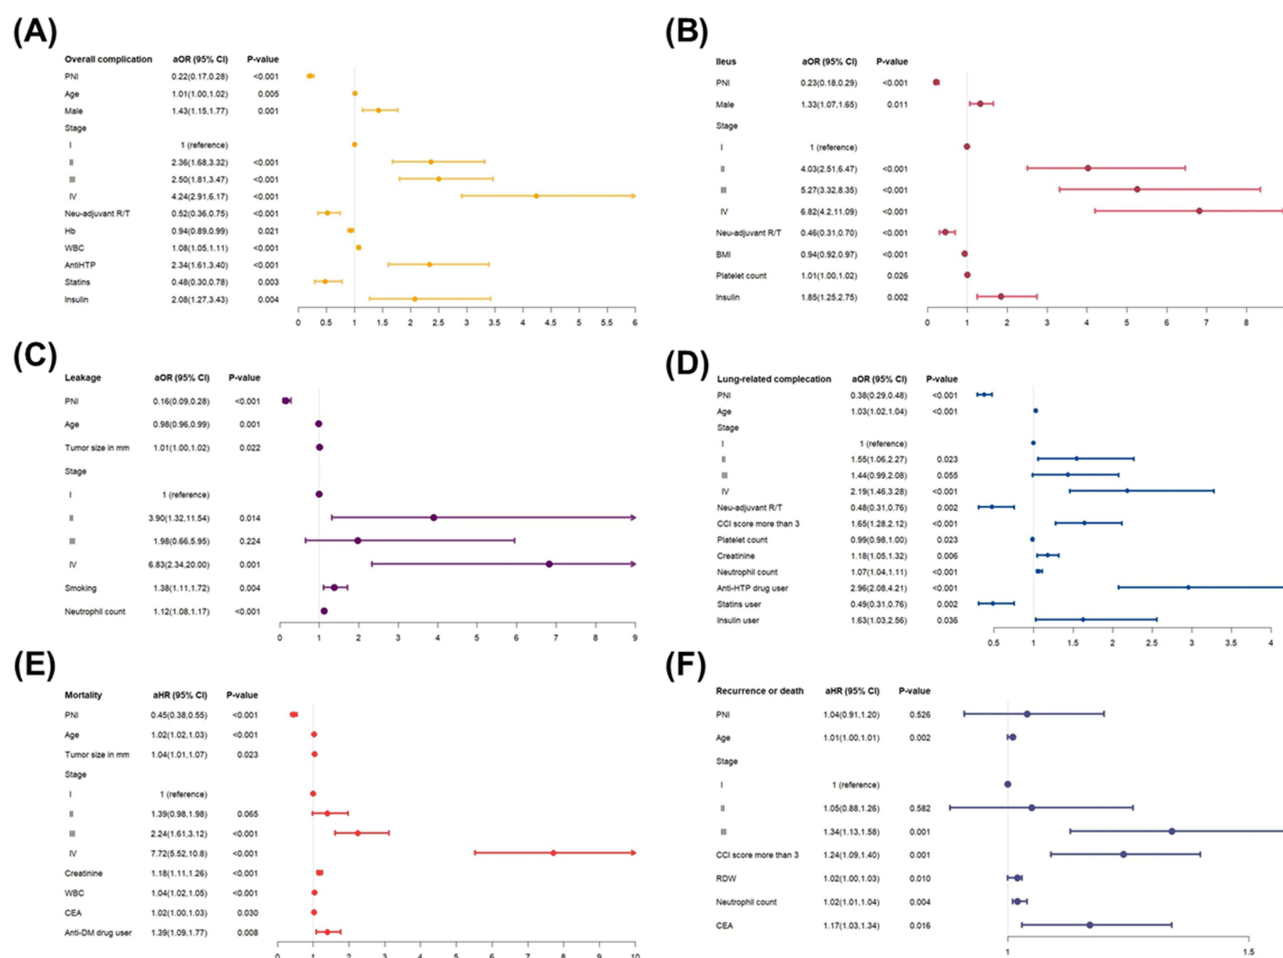 (A)
Overall complication aOR (95% CI) P-value
PNI 0.22(0.17,0.28) <0.001
Age 1.01(1.00,1.02) 0.005
Male 1.43(1.15,1.77) 0.001
Stage
I 1 (reference)
II 2.36(1.68,3.32) <0.001
III 2.50(1.81,3.47) <0.001
IV 4.24(2.91,6.17) <0.001
Neu-adjuvant R/T 0.52(0.36,0.75) <0.001
Hb 0.94(0.89,0.99) 0.021
WBC 1.08(1.05,1.11) <0.001
AntiHTP 2.34(1.61,3.40) <0.001
Statins 0.48(0.30,0.78) 0.003
Insulin 2.08(1.27,3.43) 0.004
0 0.5 1 1.5 2 2.5 3 3.5 4 4.5 5 5.5 6
(B)
Ileus aOR (95% CI) P-value
PNI 0.23(0.18,0.29) <0.001
Male 1.33(1.07,1.65) 0.011
Stage
I 1 (reference)
II 4.03(2.51,6.47) <0.001
III 5.27(3.32,8.35) <0.001
IV 6.82(4.2,11.09) <0.001
Neu-adjuvant R/T 0.46(0.31,0.70) <0.001
BMI 0.94(0.92,0.97) <0.001
Platelet count 1.01(1.00,1.02) 0.026
Insulin 1.85(1.25,2.75) 0.002
0 1 2 3 4 5 6 7 8
(C)
Leakage aOR (95% CI) P-value
PNI 0.16(0.09,0.28) <0.001
Age 0.98(0.96,0.99) 0.001
Tumor size in mm 1.01(1.00,1.02) 0.022
Stage
I 1 (reference)
II 3.90(1.32,11.54) 0.014
III 1.98(0.66,5.95) 0.224
IV 6.83(2.34,20.00) 0.001
Smoking 1.38(1.11,1.72) 0.004
Neutrophil count 1.12(1.08,1.17) <0.001
0 1 2 3 4 5 6 7 8 9
(D)
Lung-related complecation aOR (95% CI) P-value
PNI 0.38(0.29,0.48) <0.001
Age 1.03(1.02,1.04) <0.001
Stage
I 1 (reference)
II 1.55(1.06,2.27) 0.023
III 1.44(0.99,2.08) 0.055
IV 2.19(1.46,3.28) <0.001
Neu-adjuvant R/T 0.48(0.31,0.76) 0.002
CCI score more than 3 1.65(1.28,2.12) <0.001
Platelet count 0.99(0.98,1.00) 0.023
Creatinine 1.18(1.05,1.32) 0.006
Neutrophil count 1.07(1.04,1.11) <0.001
Anti-HTP drug user 2.96(2.08,4.21) <0.001
Statins user 0.49(0.31,0.76) 0.002
Insulin user 1.63(1.03,2.56) 0.036
0.5 1 1.5 2 2.5 3 3.5 4
(E)
Mortality aHR (95% CI) P-value
PNI 0.45(0.38,0.55) <0.001
Age 1.02(1.02,1.03) <0.001
Tumor size in mm 1.04(1.01,1.07) 0.023
Stage
I 1 (reference)
II 1.39(0.98,1.98) 0.065
III 2.24(1.61,3.12) <0.001
IV 7.72(5.52,10.8) <0.001
Creatinine 1.18(1.11,1.26) <0.001
WBC 1.04(1.02,1.05) <0.001
CEA 1.02(1.00,1.03) 0.030
Anti-DM drug user 1.39(1.09,1.77) 0.008
0 1 2 3 4 5 6 7 8 9 10
(F)
Recurrence or death aHR (95% CI) P-value
PNI 1.04(0.91,1.20) 0.526
Age 1.01(1.00,1.01) 0.002
Stage
I 1 (reference)
II 1.05(0.88,1.26) 0.582
III 1.34(1.13,1.58) 0.001
CCI score more than 3 1.24(1.09,1.40) 0.001
RDW 1.02(1.00,1.03) 0.010
Neutrophil count 1.02(1.01,1.04) 0.004
CEA 1.17(1.03,1.34) 0.016
1 1.5